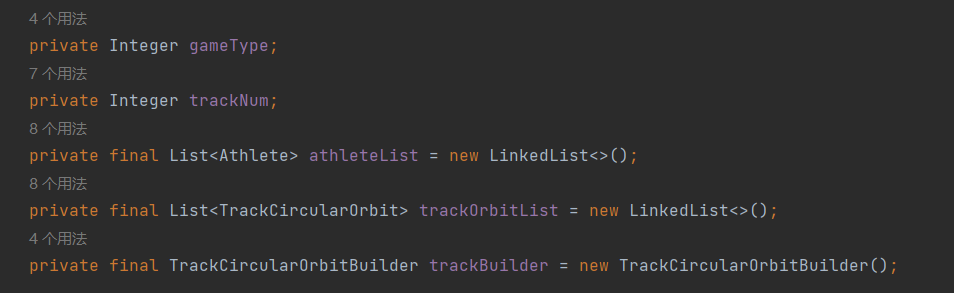 4 个用法
private Integer gameType;
7 个用法
private Integer trackNum;
8 个用法
private final List<Athlete> athleteList = new LinkedList<>();
8 个用法
private final List<TrackCircularOrbit> trackOrbitList = new LinkedList<>();
4 个用法
private final TrackCircularOrbitBuilder trackBuilder = new TrackCircularOrbitBuilder();